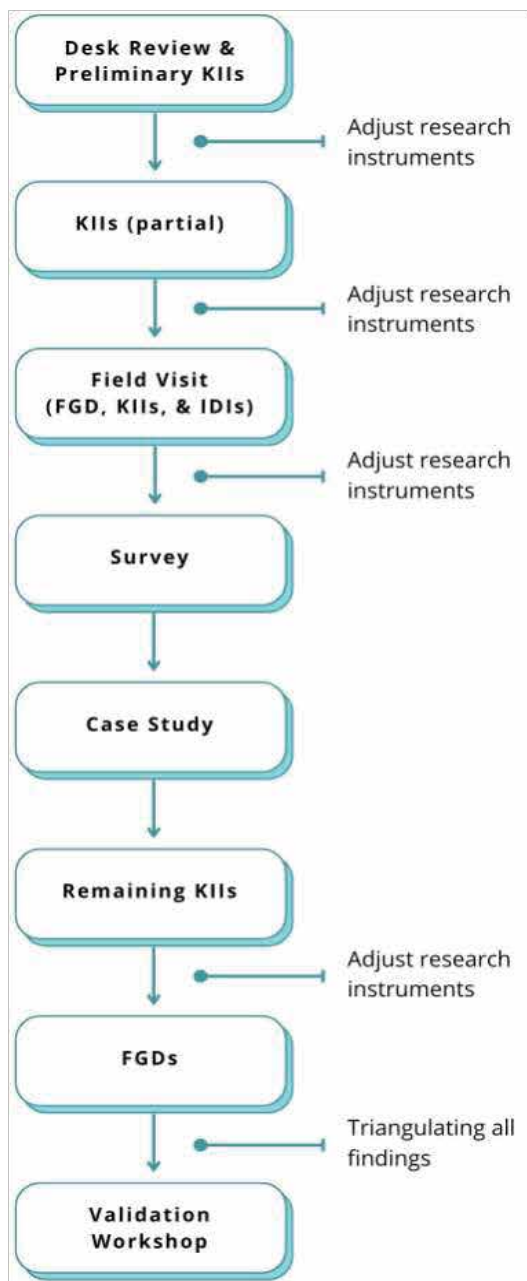 Desk Review &
Preliminary KIIs
Adjust research
instruments
KIIs (partial)
Adjust research
instruments
Field Visit
(FGD, KIIs, & IDIs)
Adjust research
instruments
Survey
Case Study
Remaining KIIs
Adjust research
instruments
FGDs
Triangulating all
findings
Validation
Workshop